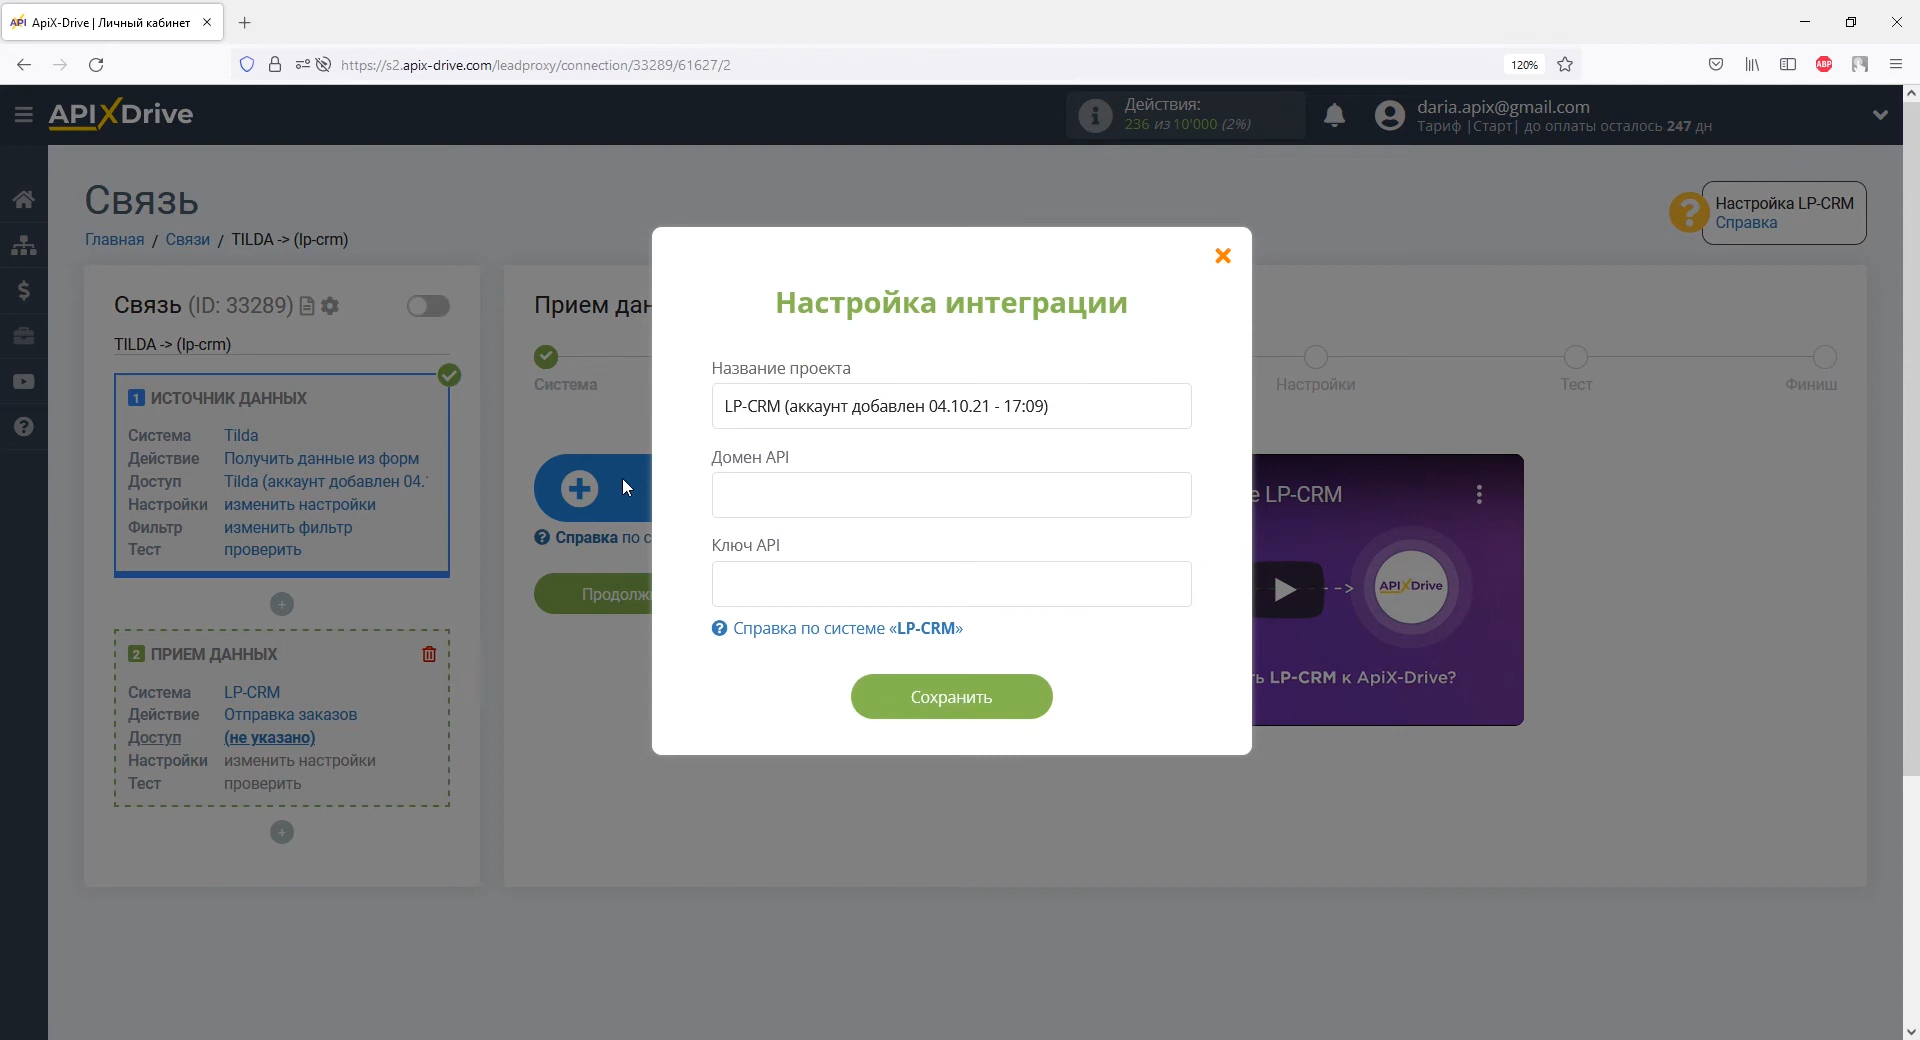 ApiX-Drive | Личный кабинет
https://s2.apix-drive.com/leadproxy/connection/33289/61627/2
120%
ABP
APIXDrive
Действия:
236 из 10'000 (2%)
daria.apix@gmail.com
Тариф |Старт| до оплаты осталось 247 дн
Связь
Главная / Связи / TILDA -> (lp-crm)
Настройка LP-CRM
Справка
Связь (ID: 33289)
TILDA -> (lp-crm)
1 ИСТОЧНИК ДАННЫХ
Система Tilda
Действие Получить данные из форм
Доступ Tilda (аккаунт добавлен 04.
Настройки изменить настройки
Фильтр изменить фильтр
Тест проверить
2 ПРИЕМ ДАННЫХ
Система LP-CRM
Действие Отправка заказов
Доступ (не указано)
Настройки изменить настройки
Тест проверить
Прием дан
Система
Настройки
Тест
Финиш
Справка по с
Продолж
Настройка интеграции
Название проекта
LP-CRM (аккаунт добавлен 04.10.21 - 17:09)
Домен API
Ключ API
Справка по системе «LP-CRM»
Сохранить
е LP-CRM
APIXDrive
ь LP-CRM к ApiX-Drive?